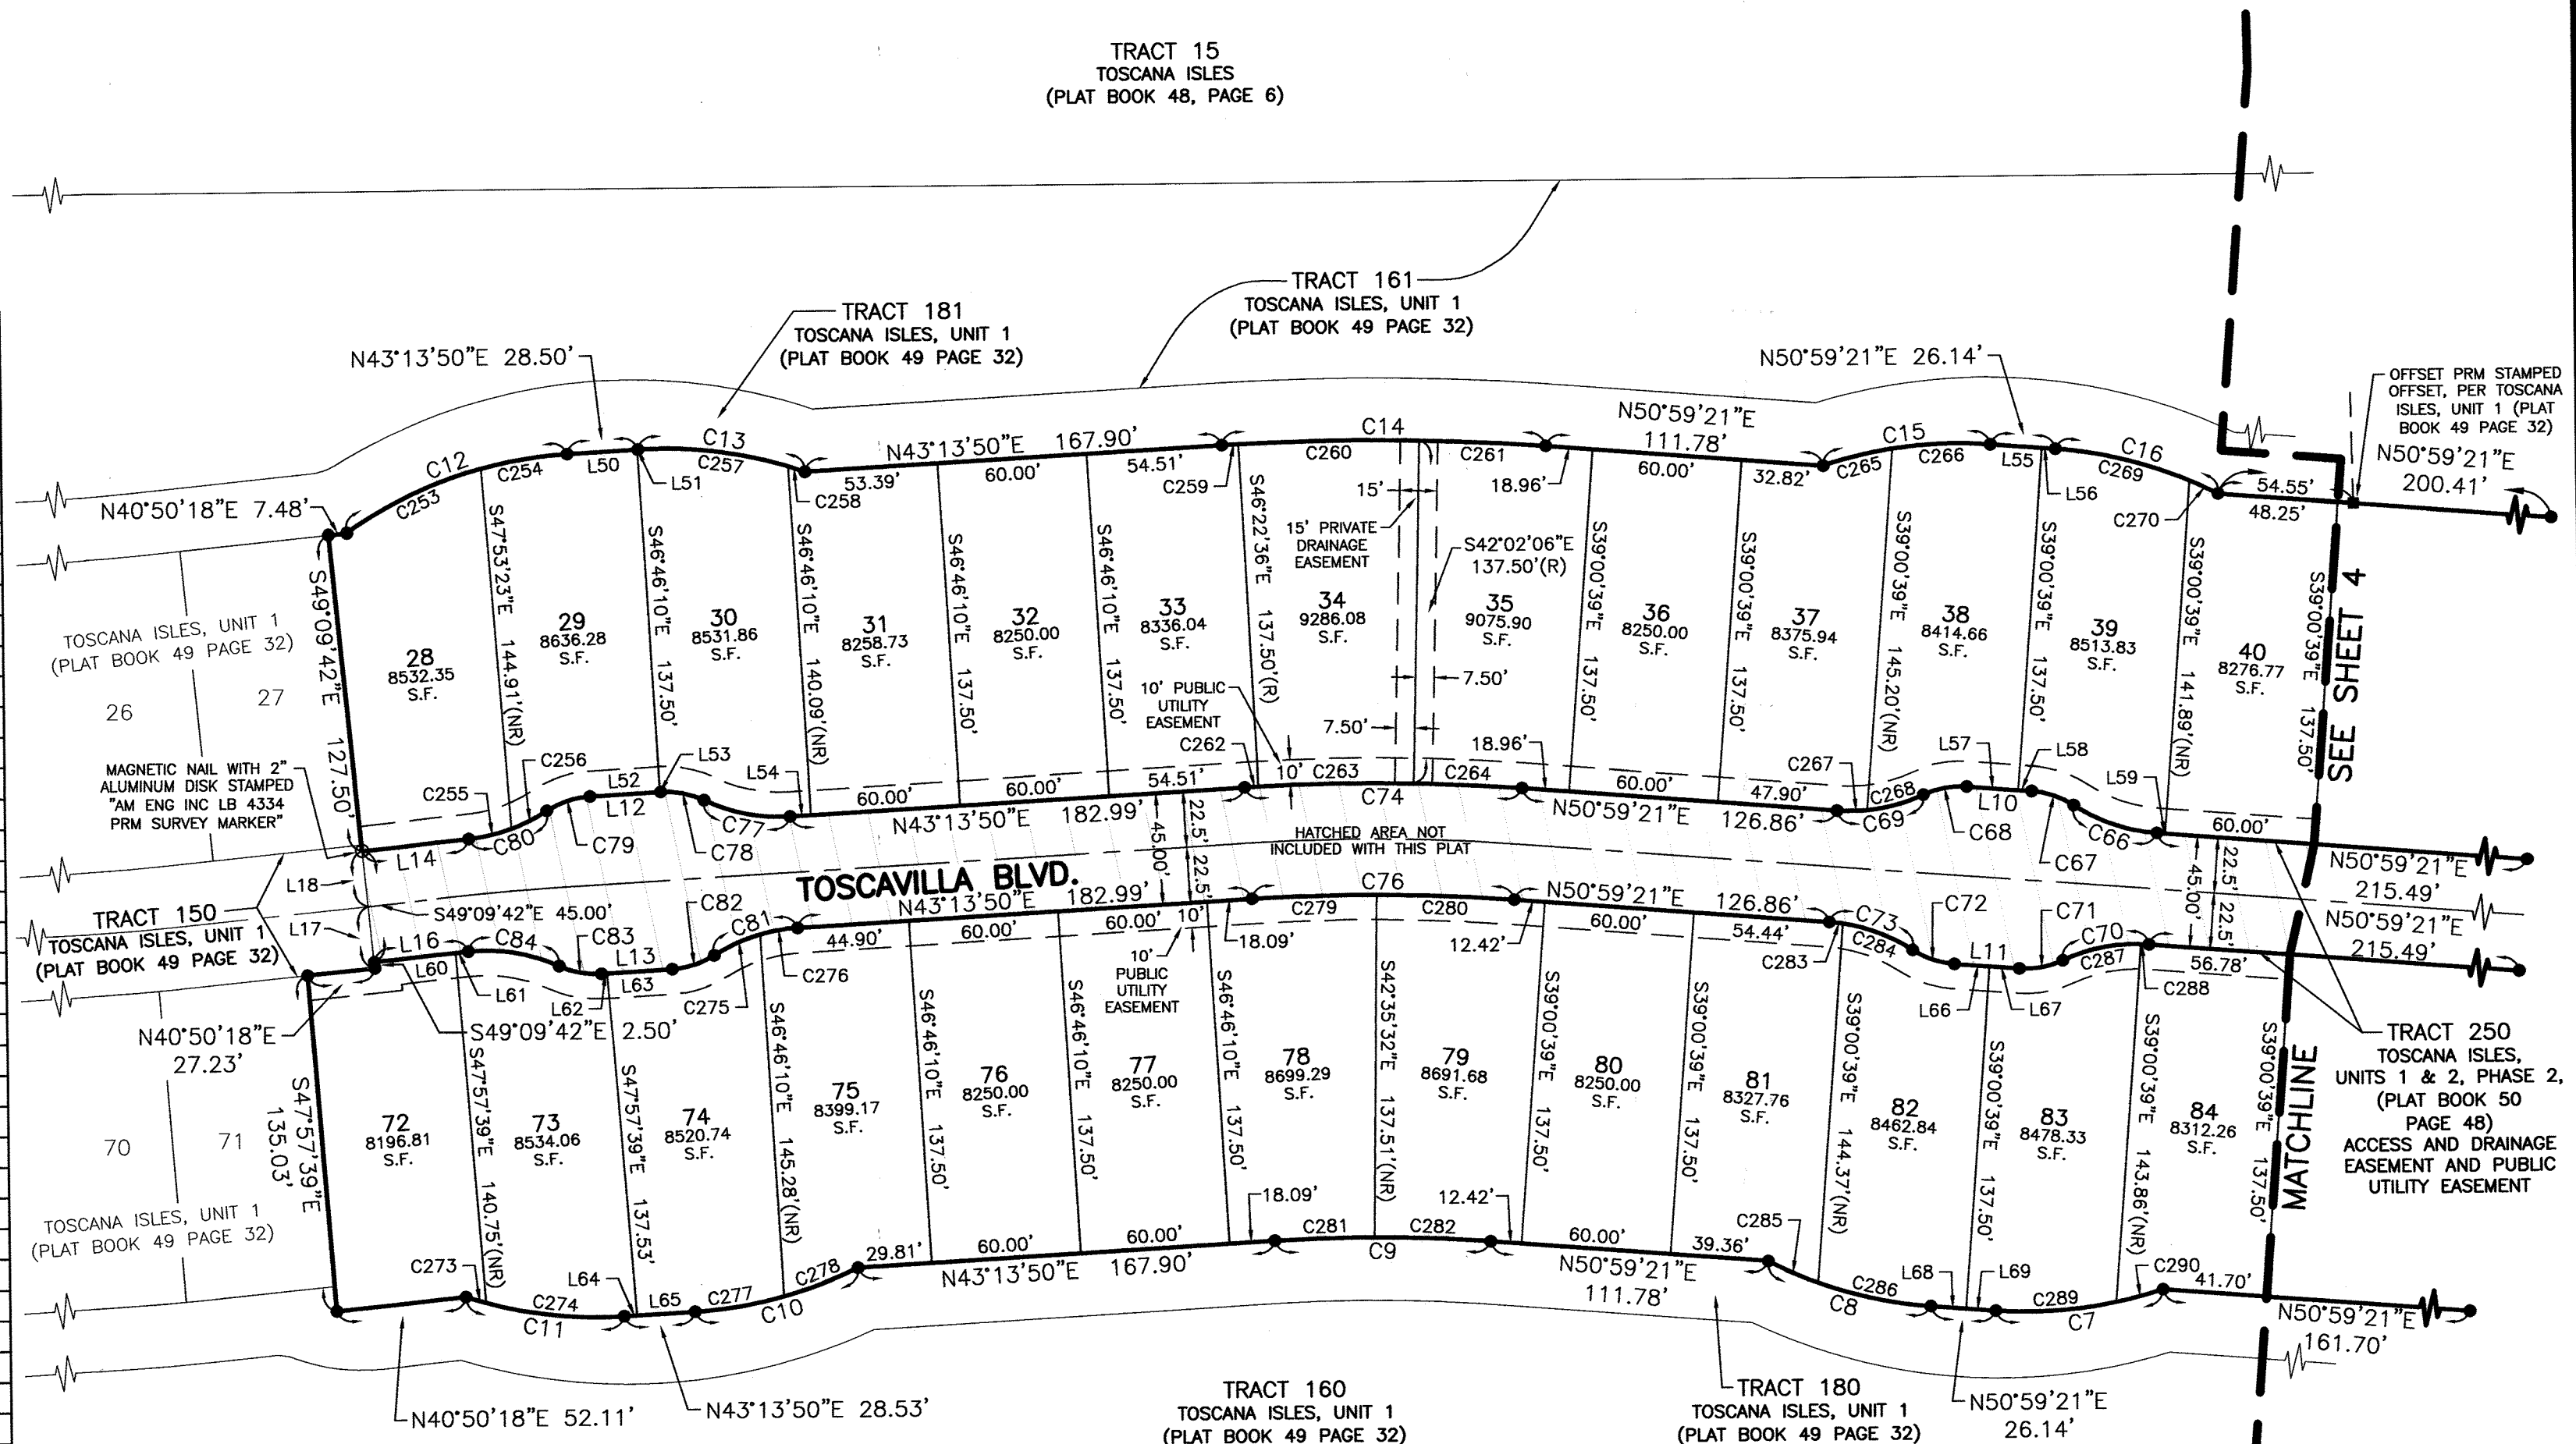 TRACT 15
TOSCANA ISLES
(PLAT BOOK 48, PAGE 6)
TRACT 161
TOSCANA ISLES, UNIT 1
(PLAT BOOK 49 PAGE 32)
TRACT 181
TOSCANA ISLES, UNIT 1
(PLAT BOOK 49 PAGE 32)
N43°13'50"E 28.50'
N50°59'21"E 26.14'
OFFSET PRM STAMPED
OFFSET, PER TOSCANA
ISLES, UNIT 1 (PLAT
BOOK 49 PAGE 32)
N50°59'21"E
200.41'
N40°50'18"E 7.48'
C12
C253
C254
L50
L51
C13
C257
C258
N43°13'50"E 167.90'
53.39'
60.00'
54.51'
C259
C14
C260
C261
18.96'
N50°59'21"E
111.78'
60.00'
32.82'
C15
C265
C266
L55
L56
C16
C269
C270
54.55'
48.25'
15'
15' PRIVATE
DRAINAGE
EASEMENT
S42°02'06"E
137.50'(R)
S49°09'42"E 127.50'
S47°53'23"E 144.91'(NR)
S46°46'10"E 137.50'
S46°46'10"E 140.09'(NR)
S46°46'10"E 137.50'
S46°46'10"E 137.50'
S46°22'36"E 137.50'(R)
S39°00'39"E 137.50'
S39°00'39"E 137.50'
S39°00'39"E 145.20'(NR)
S39°00'39"E 137.50'
S39°00'39"E 141.89'(NR)
S39°00'39"E 137.50'
TOSCANA ISLES, UNIT 1
(PLAT BOOK 49 PAGE 32)
26
27
28
8532.35
S.F.
29
8636.28
S.F.
30
8531.86
S.F.
31
8258.73
S.F.
32
8250.00
S.F.
33
8336.04
S.F.
34
9286.08
S.F.
35
9075.90
S.F.
36
8250.00
S.F.
37
8375.94
S.F.
38
8414.66
S.F.
39
8513.83
S.F.
40
8276.77
S.F.
SEE SHEET 4
MAGNETIC NAIL WITH 2"
ALUMINUM DISK STAMPED
"AM ENG INC LB 4334
PRM SURVEY MARKER"
10' PUBLIC
UTILITY
EASEMENT
7.50'
7.50'
C255
C256
L52
L53
L54
L14
C80
C79
L12
C78
C77
60.00'
60.00'
54.51'
N43°13'50"E 182.99'
C262
10'
C263
C264
C74
18.96'
60.00'
47.90'
N50°59'21"E 126.86'
C267
C268
C69
C68
L57
L10
L58
C67
C66
L59
60.00'
N50°59'21"E
215.49'
45.00'
22.5'
22.5'
HATCHED AREA NOT
INCLUDED WITH THIS PLAT
TOSCAVILLA BLVD.
45.00'
22.5'
22.5'
N50°59'21"E
215.49'
L18
L17
S49°09'42"E 45.00'
TRACT 150
TOSCANA ISLES, UNIT 1
(PLAT BOOK 49 PAGE 32)
L16
L60
L61
C84
C83
L13
L62
L63
C82
C81
C275
C276
N43°13'50"E 182.99'
44.90'
60.00'
60.00'
10'
10'
PUBLIC
UTILITY
EASEMENT
18.09'
C76
C279
C280
12.42'
N50°59'21"E 126.86'
60.00'
54.44'
C283
C73
C284
C72
L11
L66
L67
C71
C70
C287
C288
56.78'
N40°50'18"E
27.23'
S49°09'42"E 2.50'
TRACT 250
TOSCANA ISLES,
UNITS 1 & 2, PHASE 2,
(PLAT BOOK 50
PAGE 48)
ACCESS AND DRAINAGE
EASEMENT AND PUBLIC
UTILITY EASEMENT
S47°57'39"E
135.03'
S47°57'39"E 140.75'(NR)
S47°57'39"E 137.53'
S46°46'10"E 145.28'(NR)
S46°46'10"E 137.50'
S46°46'10"E 137.50'
S46°46'10"E 137.50'
S42°35'32"E 137.51'(NR)
S39°00'39"E 137.50'
S39°00'39"E 137.50'
S39°00'39"E 144.37'(NR)
S39°00'39"E 137.50'
S39°00'39"E 143.86'(NR)
S39°00'39"E 137.50'
70
71
TOSCANA ISLES, UNIT 1
(PLAT BOOK 49 PAGE 32)
72
8196.81
S.F.
73
8534.06
S.F.
74
8520.74
S.F.
75
8399.17
S.F.
76
8250.00
S.F.
77
8250.00
S.F.
78
8699.29
S.F.
79
8691.68
S.F.
80
8250.00
S.F.
81
8327.76
S.F.
82
8462.84
S.F.
83
8478.33
S.F.
84
8312.26
S.F.
MATCHLINE
C273
C274
C11
L64
L65
C277
C10
C278
29.81'
60.00'
60.00'
N43°13'50"E 167.90'
18.09'
C281
C282
C9
12.42'
60.00'
39.36'
N50°59'21"E
111.78'
C285
C286
C8
L68
L69
C289
C7
C290
41.70'
N50°59'21"E
161.70'
N40°50'18"E 52.11'
N43°13'50"E 28.53'
TRACT 160
TOSCANA ISLES, UNIT 1
(PLAT BOOK 49 PAGE 32)
TRACT 180
TOSCANA ISLES, UNIT 1
(PLAT BOOK 49 PAGE 32)
N50°59'21"E
26.14'